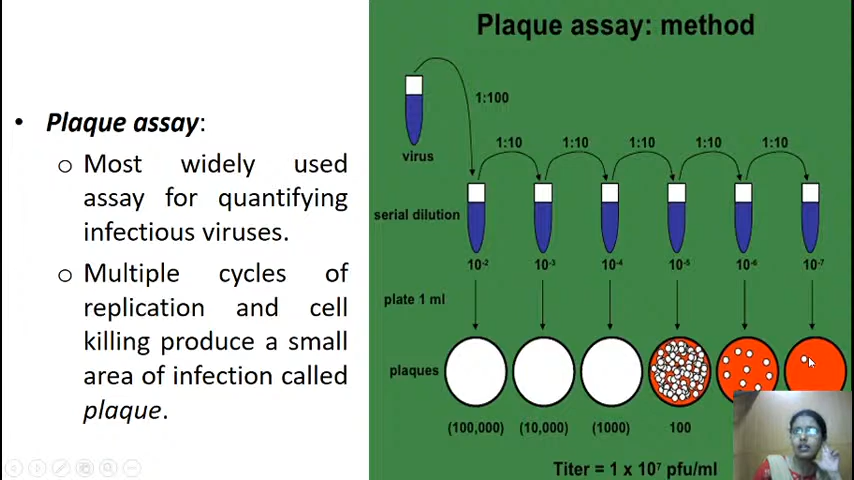 • Plaque assay:
o Most widely used
assay for quantifying
infectious viruses.
o Multiple cycles of
replication and cell
killing produce a small
area of infection called
plaque.
Plaque assay: method
1:100
virus
1:10 1:10 1:10 1:10 1:10
serial dilution
10⁻² 10⁻³ 10⁻⁴ 10⁻⁵ 10⁻⁶ 10⁻⁷
plate 1 ml
plaques
(100,000) (10,000) (1000) 100
Titer = 1 x 10⁷ pfu/ml